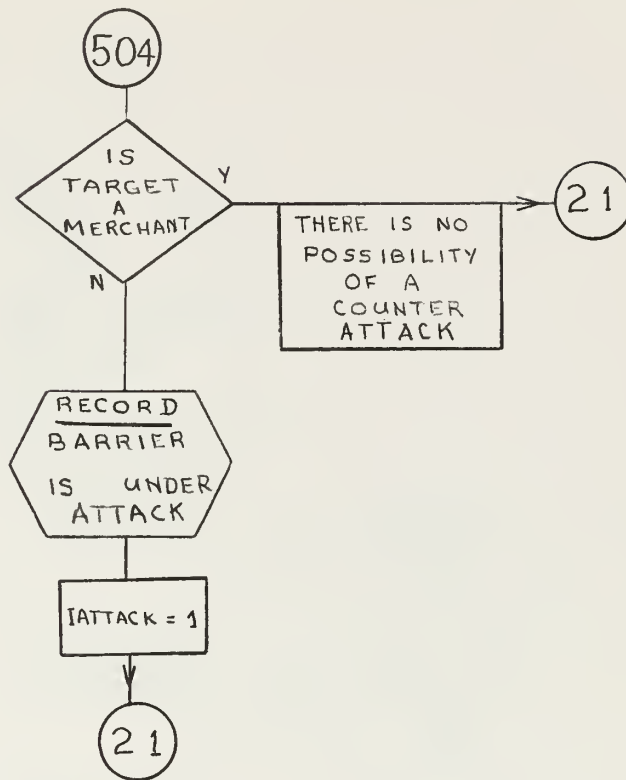 504
IS
TARGET
A
MERCHANT
Y
N
THERE IS NO
POSSIBILITY
OF A
COUNTER
ATTACK
21
RECORD
BARRIER
IS UNDER
ATTACK
IATTACK = 1
21